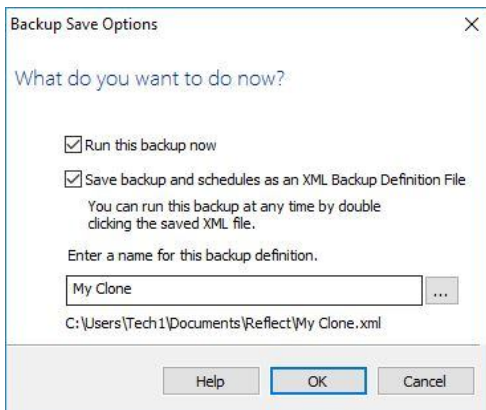 Backup Save Options
What do you want to do now?
Run this backup now
Save backup and schedules as an XML Backup Definition File
You can run this backup at any time by double
clicking the saved XML file.
Enter a name for this backup definition.
My Clone
...
C:\Users\Tech1\Documents\Reflect\My Clone.xml
Help OK Cancel